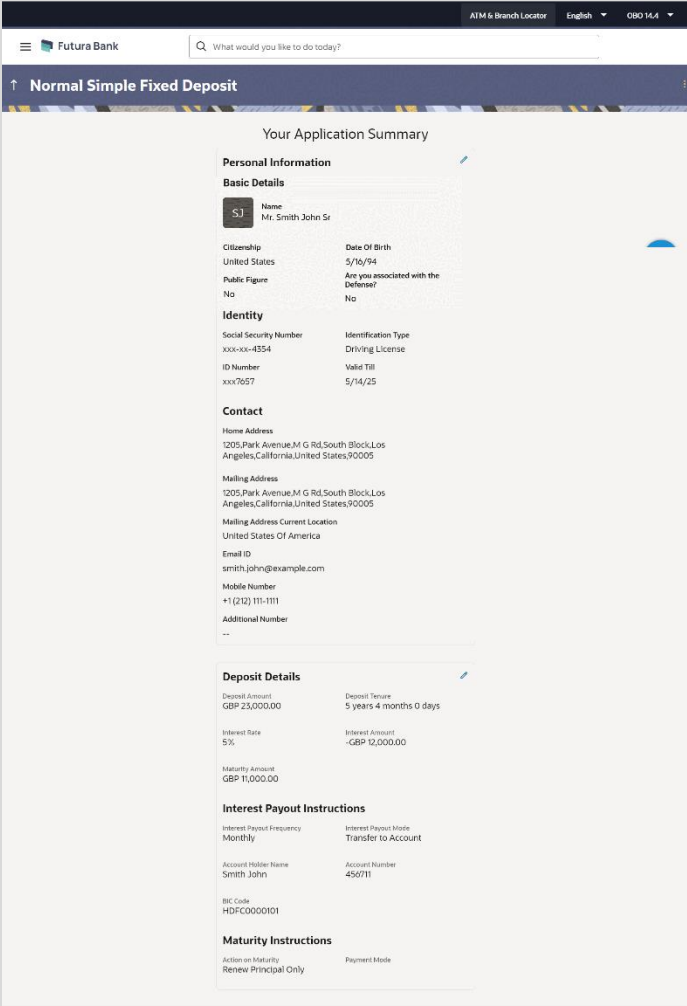 ATM & Branch Locator English OBO 14.4
Futura Bank What would you like to do today?
Normal Simple Fixed Deposit
Your Application Summary
Personal Information
Basic Details
SJ
Name
Mr. Smith John Sr
Citizenship Date Of Birth
United States 5/16/94
Public Figure Are you associated with the
Defense?
No
No
Identity
Social Security Number Identification Type
xxx-xx-4354 Driving License
ID Number Valid Till
xxx7657 5/14/25
Contact
Home Address
1205,Park Avenue,M G Rd,South Block,Los
Angeles,California,United States,90005
Mailing Address
1205,Park Avenue,M G Rd,South Block,Los
Angeles,California,United States,90005
Mailing Address Current Location
United States Of America
Email ID
smith.john@example.com
Mobile Number
+1 (212) 111-1111
Additional Number
--
Deposit Details
Deposit Amount Deposit Tenure
GBP 23,000.00 5 years 4 months 0 days
Interest Rate Interest Amount
5% -GBP 12,000.00
Maturity Amount
GBP 11,000.00
Interest Payout Instructions
Interest Payout Frequency Interest Payout Mode
Monthly Transfer to Account
Account Holder Name Account Number
Smith John 456711
BIC Code
HDFC0000101
Maturity Instructions
Action on Maturity Payment Mode
Renew Principal Only